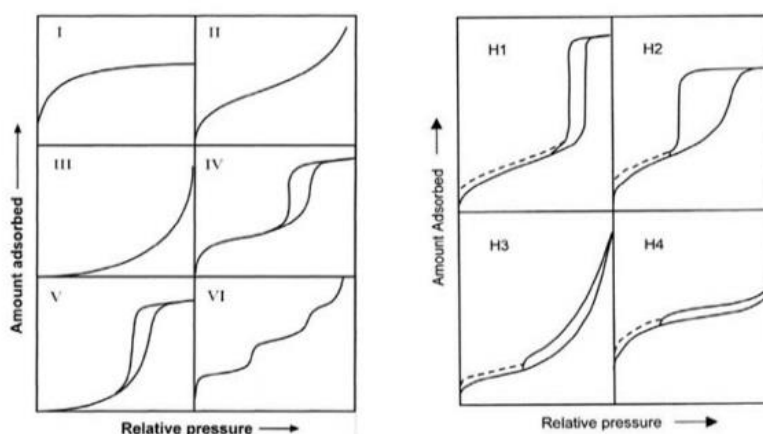 I
II
III
IV
V
VI
Amount adsorbed
Relative pressure
H1
H2
H3
H4
Amount Adsorbed
Relative pressure